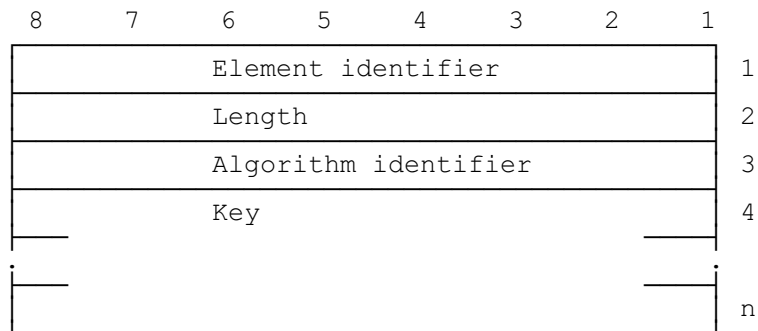 8 7 6 5 4 3 2 1
Element identifier 1
Length 2
Algorithm identifier 3
Key 4
n